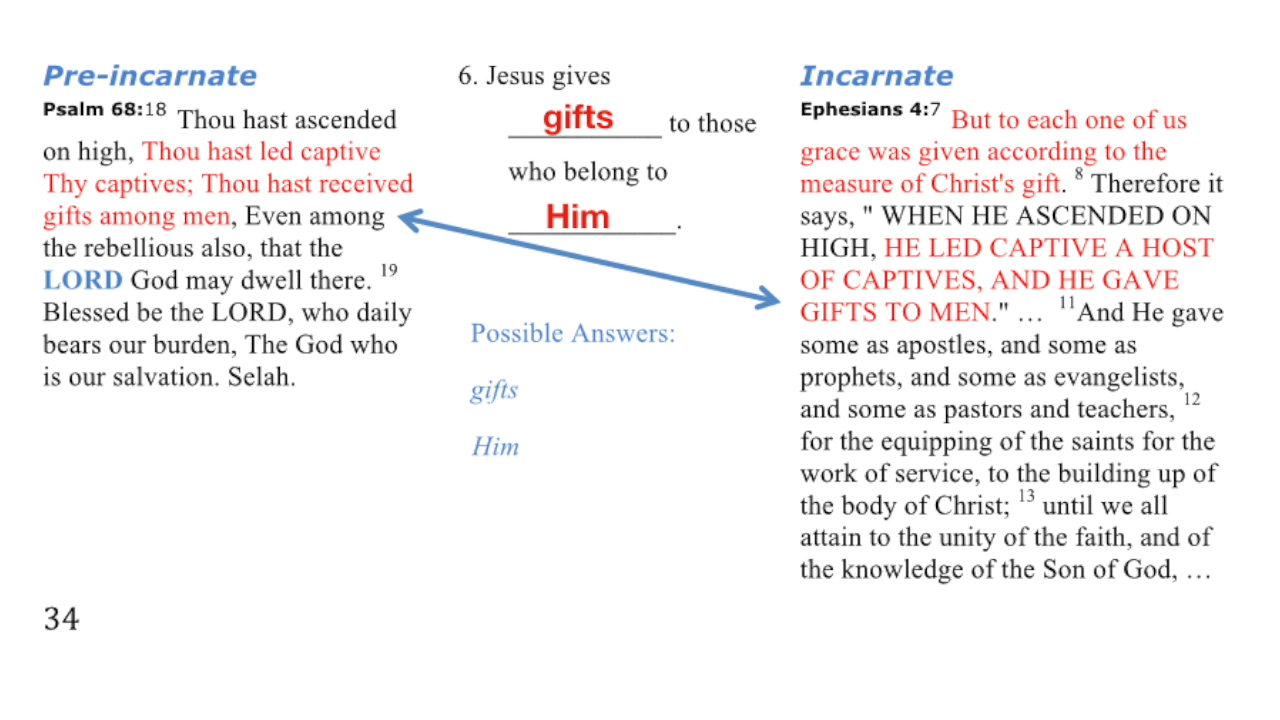 Pre-incarnate
Psalm 68:18 Thou hast ascended
on high, Thou hast led captive
Thy captives; Thou hast received
gifts among men, Even among
the rebellious also, that the
LORD God may dwell there. 19
Blessed be the LORD, who daily
bears our burden, The God who
is our salvation. Selah.
34
6. Jesus gives
gifts to those
who belong to
Him.
Possible Answers:
gifts
Him
Incarnate
Ephesians 4:7 But to each one of us
grace was given according to the
measure of Christ's gift. 8 Therefore it
says, " WHEN HE ASCENDED ON
HIGH, HE LED CAPTIVE A HOST
OF CAPTIVES, AND HE GAVE
GIFTS TO MEN." … 11And He gave
some as apostles, and some as
prophets, and some as evangelists,
and some as pastors and teachers, 12
for the equipping of the saints for the
work of service, to the building up of
the body of Christ; 13 until we all
attain to the unity of the faith, and of
the knowledge of the Son of God, …